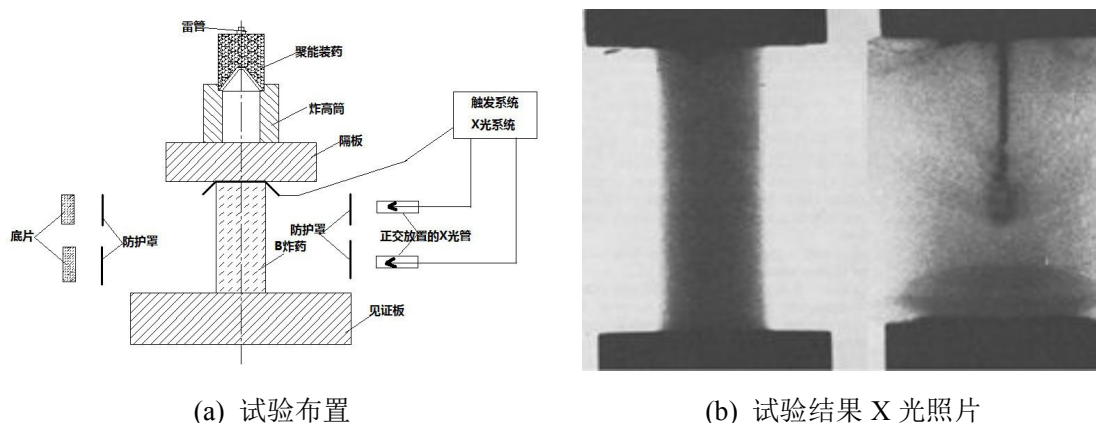 雷管
聚能装药
炸高筒
触发系统
X光系统
隔板
底片
防护罩
防护罩
B炸药
正交放置的X光管
见证板
(a) 试验布置
(b) 试验结果 X 光照片